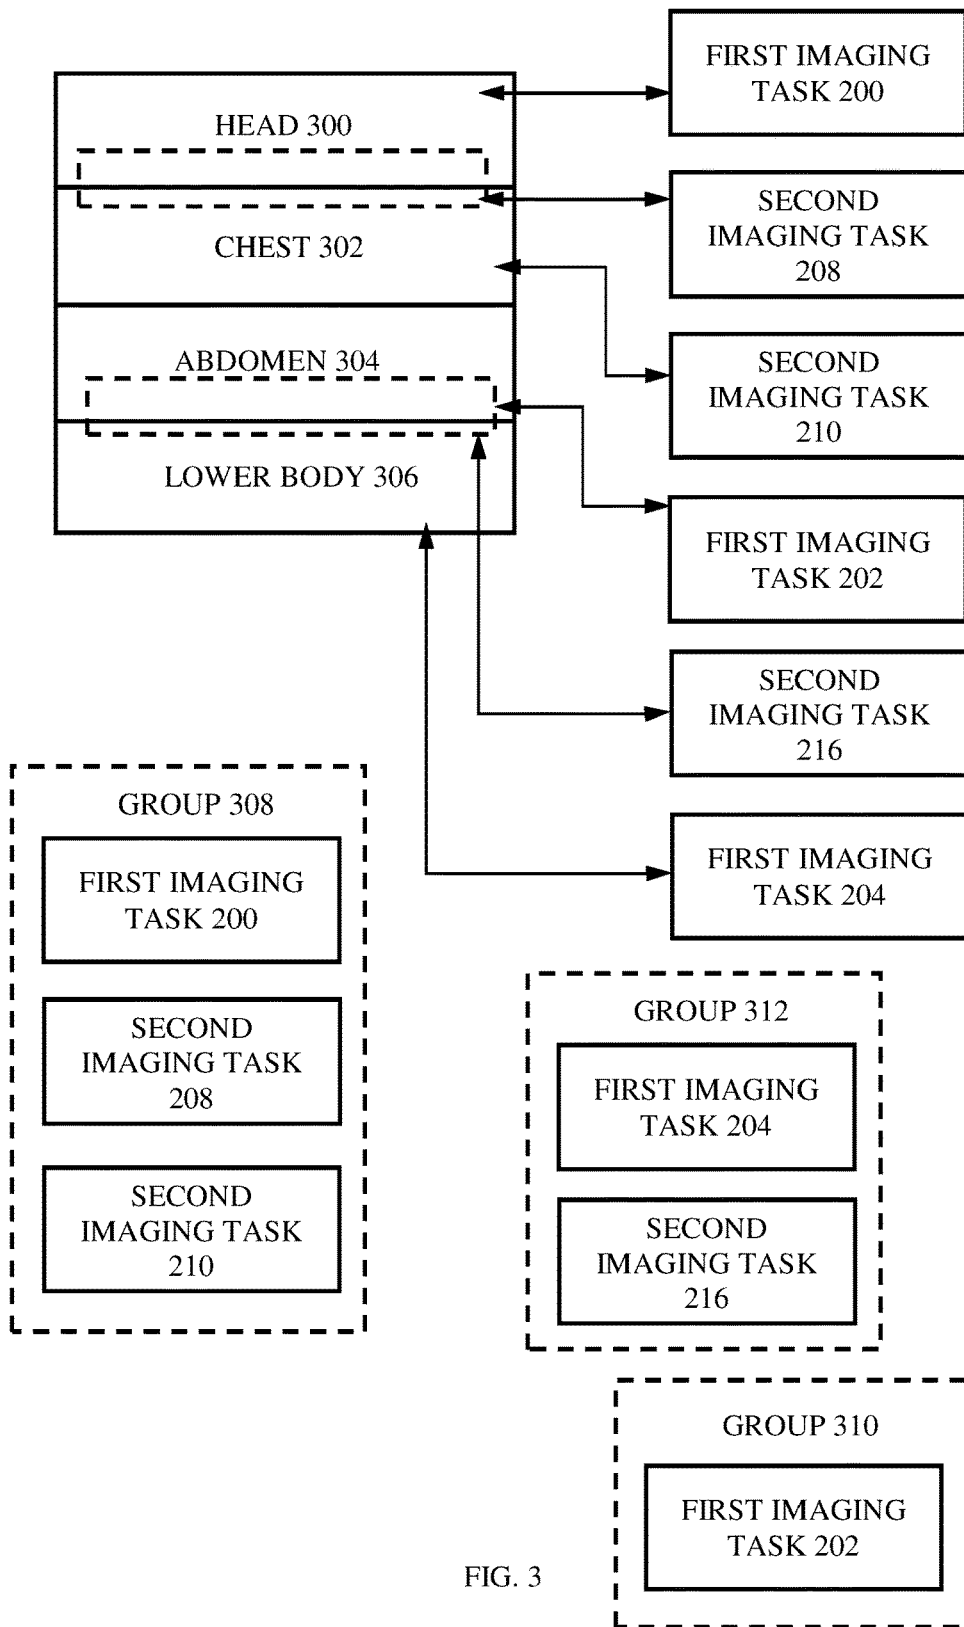 HEAD 300
CHEST 302
ABDOMEN 304
LOWER BODY 306
FIRST IMAGING
TASK 200
SECOND
IMAGING TASK
208
SECOND
IMAGING TASK
210
FIRST IMAGING
TASK 202
SECOND
IMAGING TASK
216
FIRST IMAGING
TASK 204
GROUP 308
FIRST IMAGING
TASK 200
SECOND
IMAGING TASK
208
SECOND
IMAGING TASK
210
GROUP 312
FIRST IMAGING
TASK 204
SECOND
IMAGING TASK
216
GROUP 310
FIRST IMAGING
TASK 202
FIG. 3